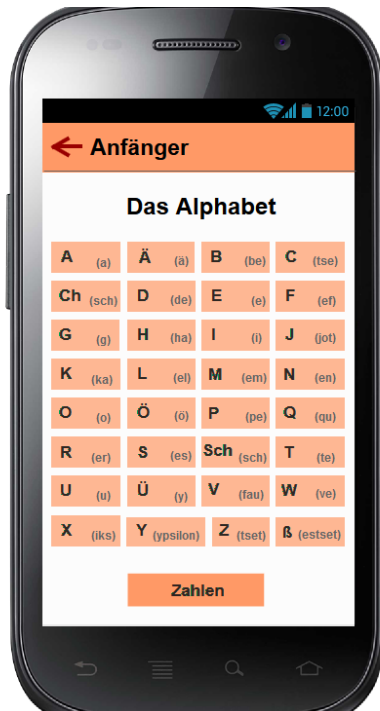 12:00
Anfänger
Das Alphabet
A (a) Ä (ä) B (be) C (tse)
Ch (sch) D (de) E (e) F (ef)
G (g) H (ha) I (i) J (jot)
K (ka) L (el) M (em) N (en)
O (o) Ö (ö) P (pe) Q (qu)
R (er) S (es) Sch (sch) T (te)
U (u) Ü (y) V (fau) W (ve)
X (iks) Y (ypsilon) Z (tset) ß (estset)
Zahlen